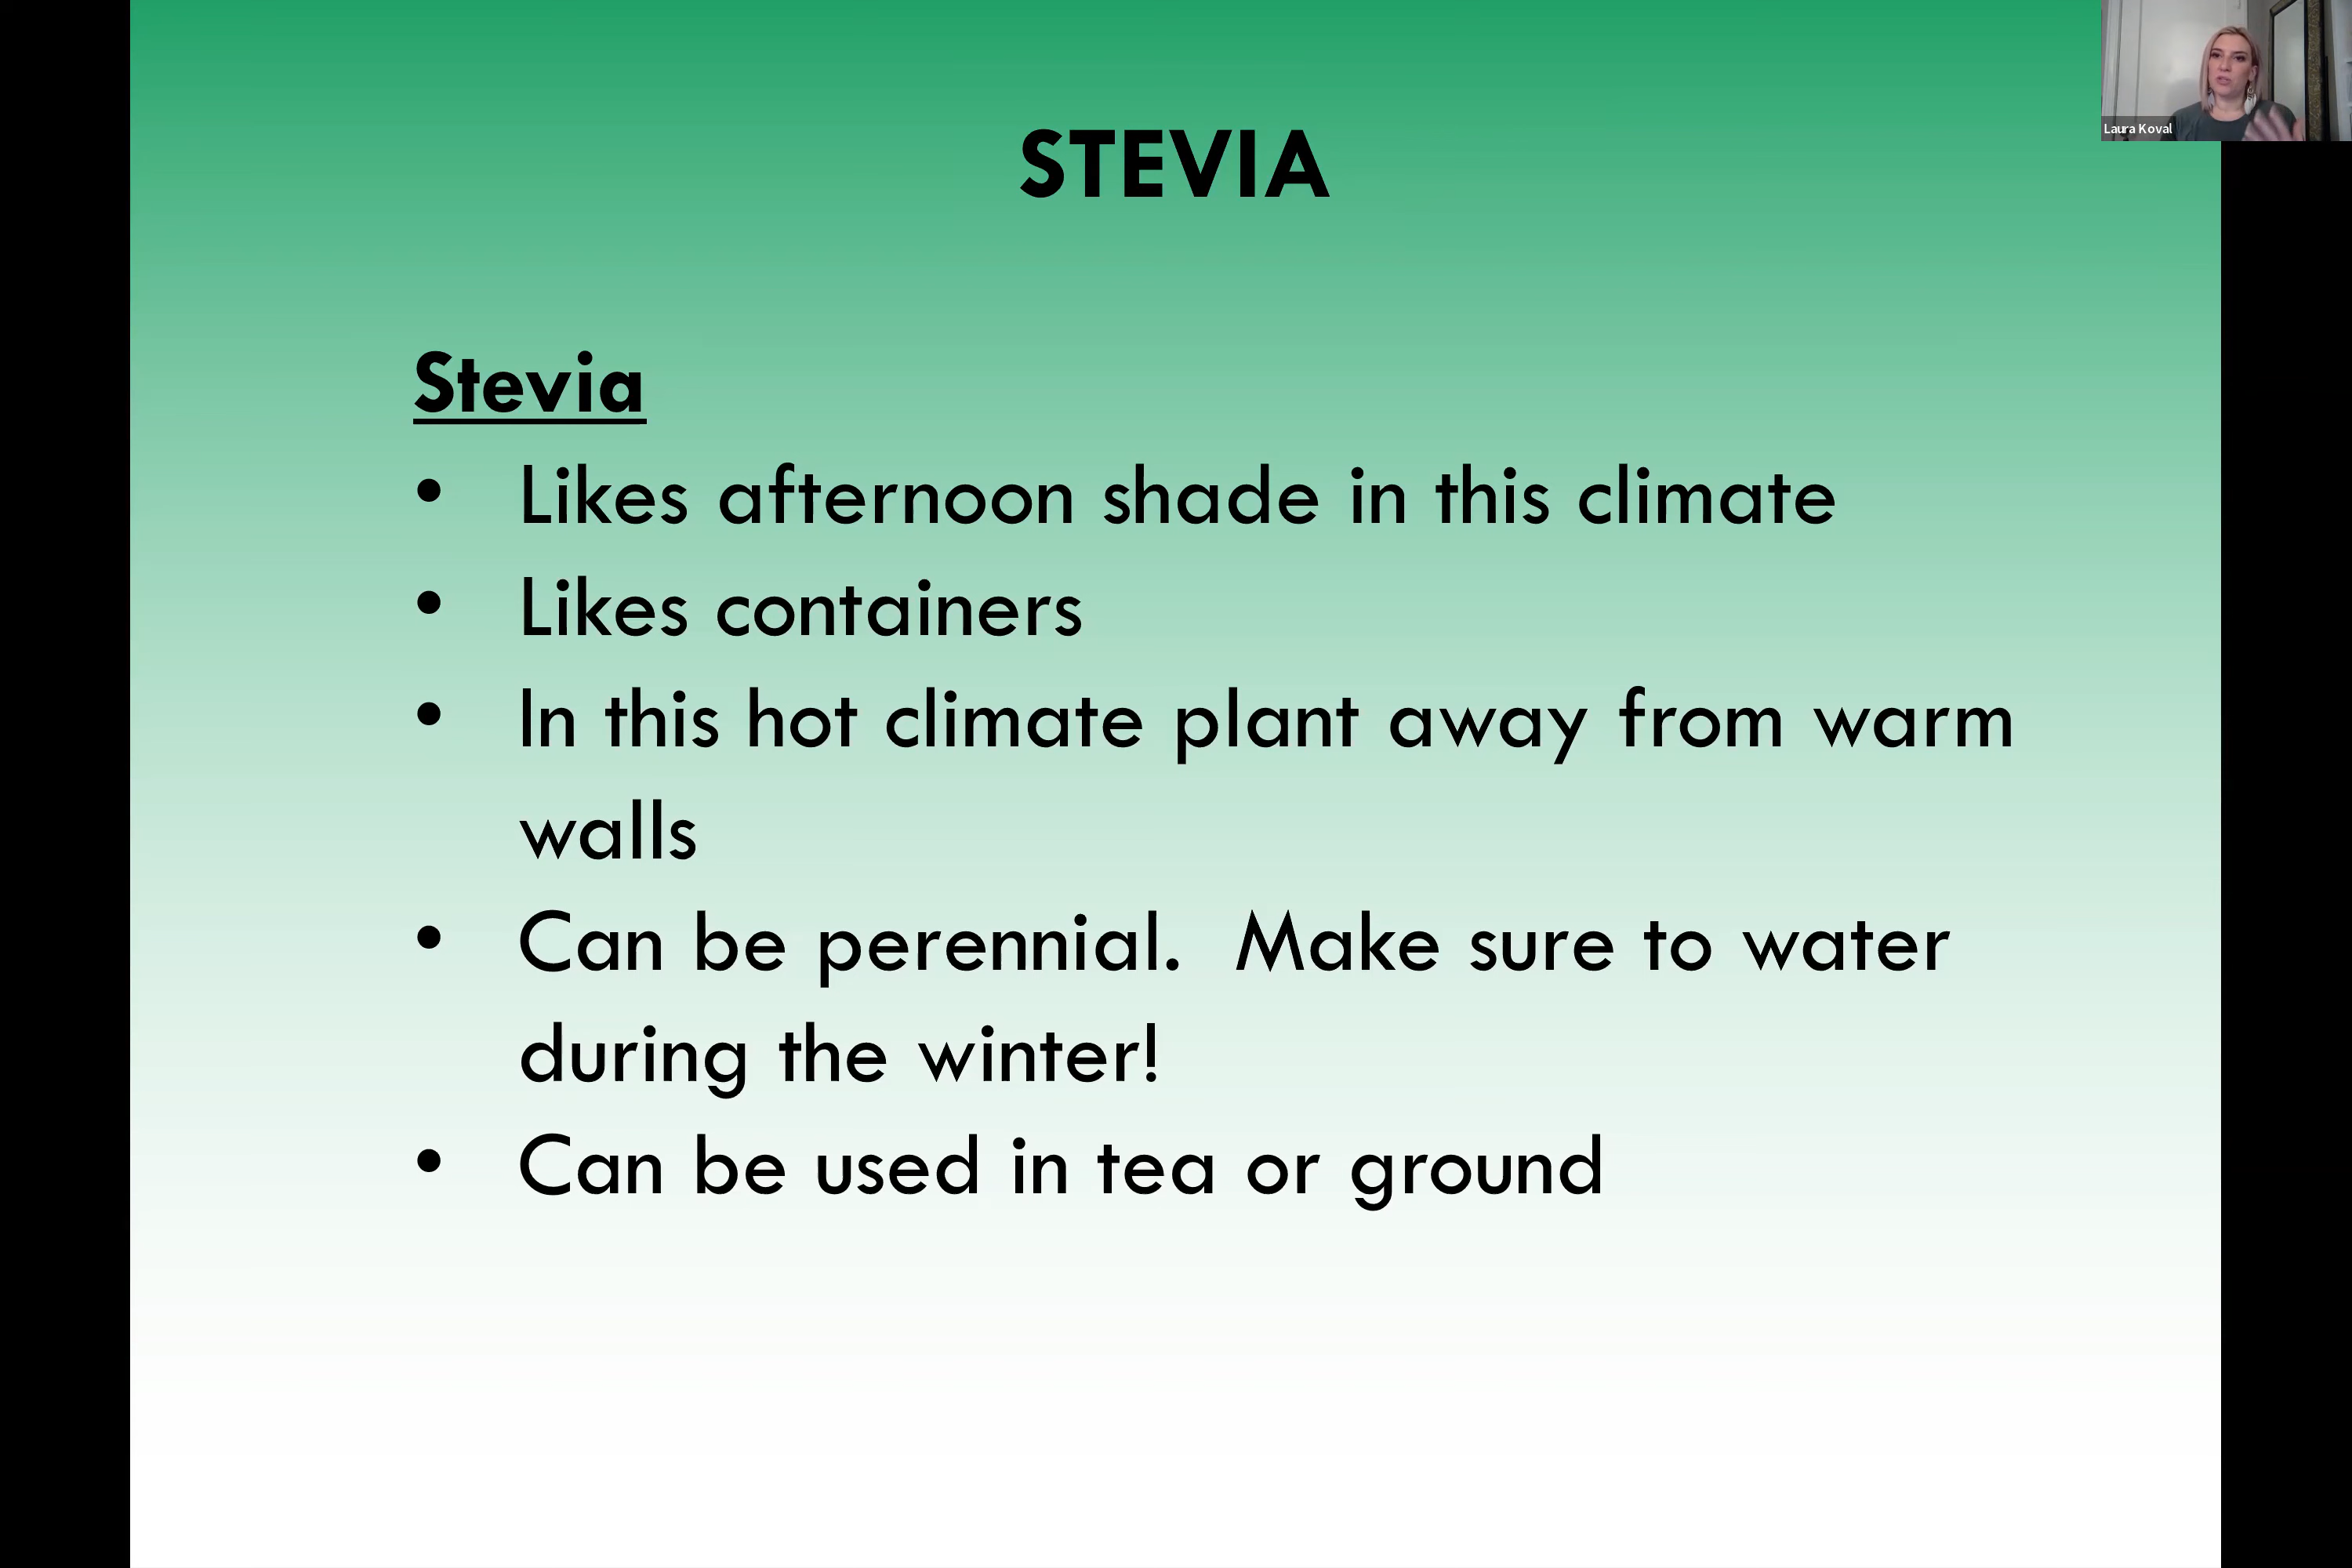 STEVIA
Laura Koval
Stevia
• Likes afternoon shade in this climate
• Likes containers
• In this hot climate plant away from warm
walls
• Can be perennial.  Make sure to water
during the winter!
• Can be used in tea or ground